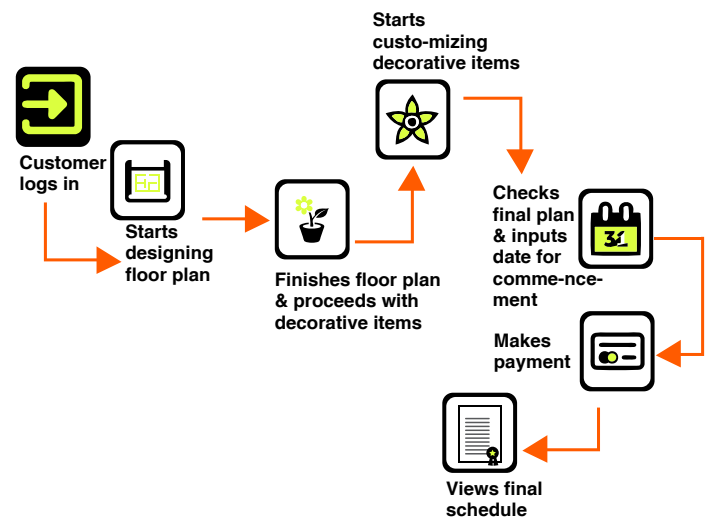 Customer
logs in
Starts
designing
floor plan
Finishes floor plan
& proceeds with
decorative items
Starts
custo-mizing
decorative items
Checks
final plan
& inputs
date for
comme-nce-
ment
31
Makes
payment
Views final
schedule